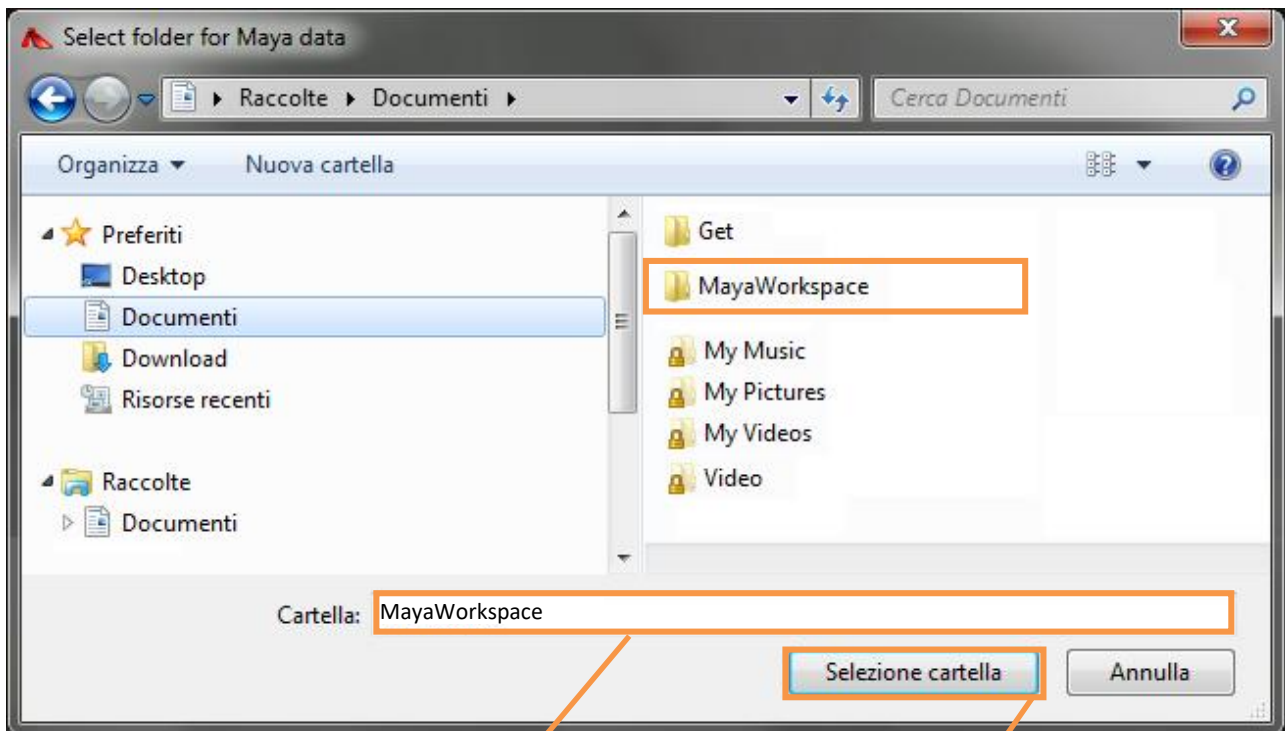 Select folder for Maya data
Raccolte Documenti
Cerca Documenti
Organizza
Nuova cartella
Preferiti
Desktop
Documenti
Download
Risorse recenti
Raccolte
Documenti
Get
MayaWorkspace
My Music
My Pictures
My Videos
Video
Cartella: MayaWorkspace
Selezione cartella
Annulla